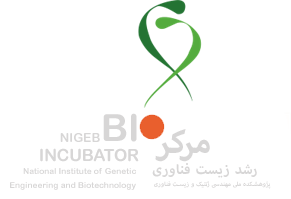 NIGEB BI
INCUBATOR
National Institute of Genetic
Engineering and Biotechnology
مرکز
رشد زیست فناوری
پژوهشگاه ملی مهندسی ژنتیک و زیست فناوری